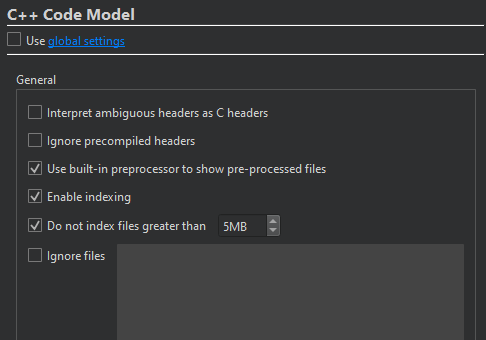 C++ Code Model
Use global settings
General
Interpret ambiguous headers as C headers
Ignore precompiled headers
Use built-in preprocessor to show pre-processed files
Enable indexing
Do not index files greater than 5MB
Ignore files